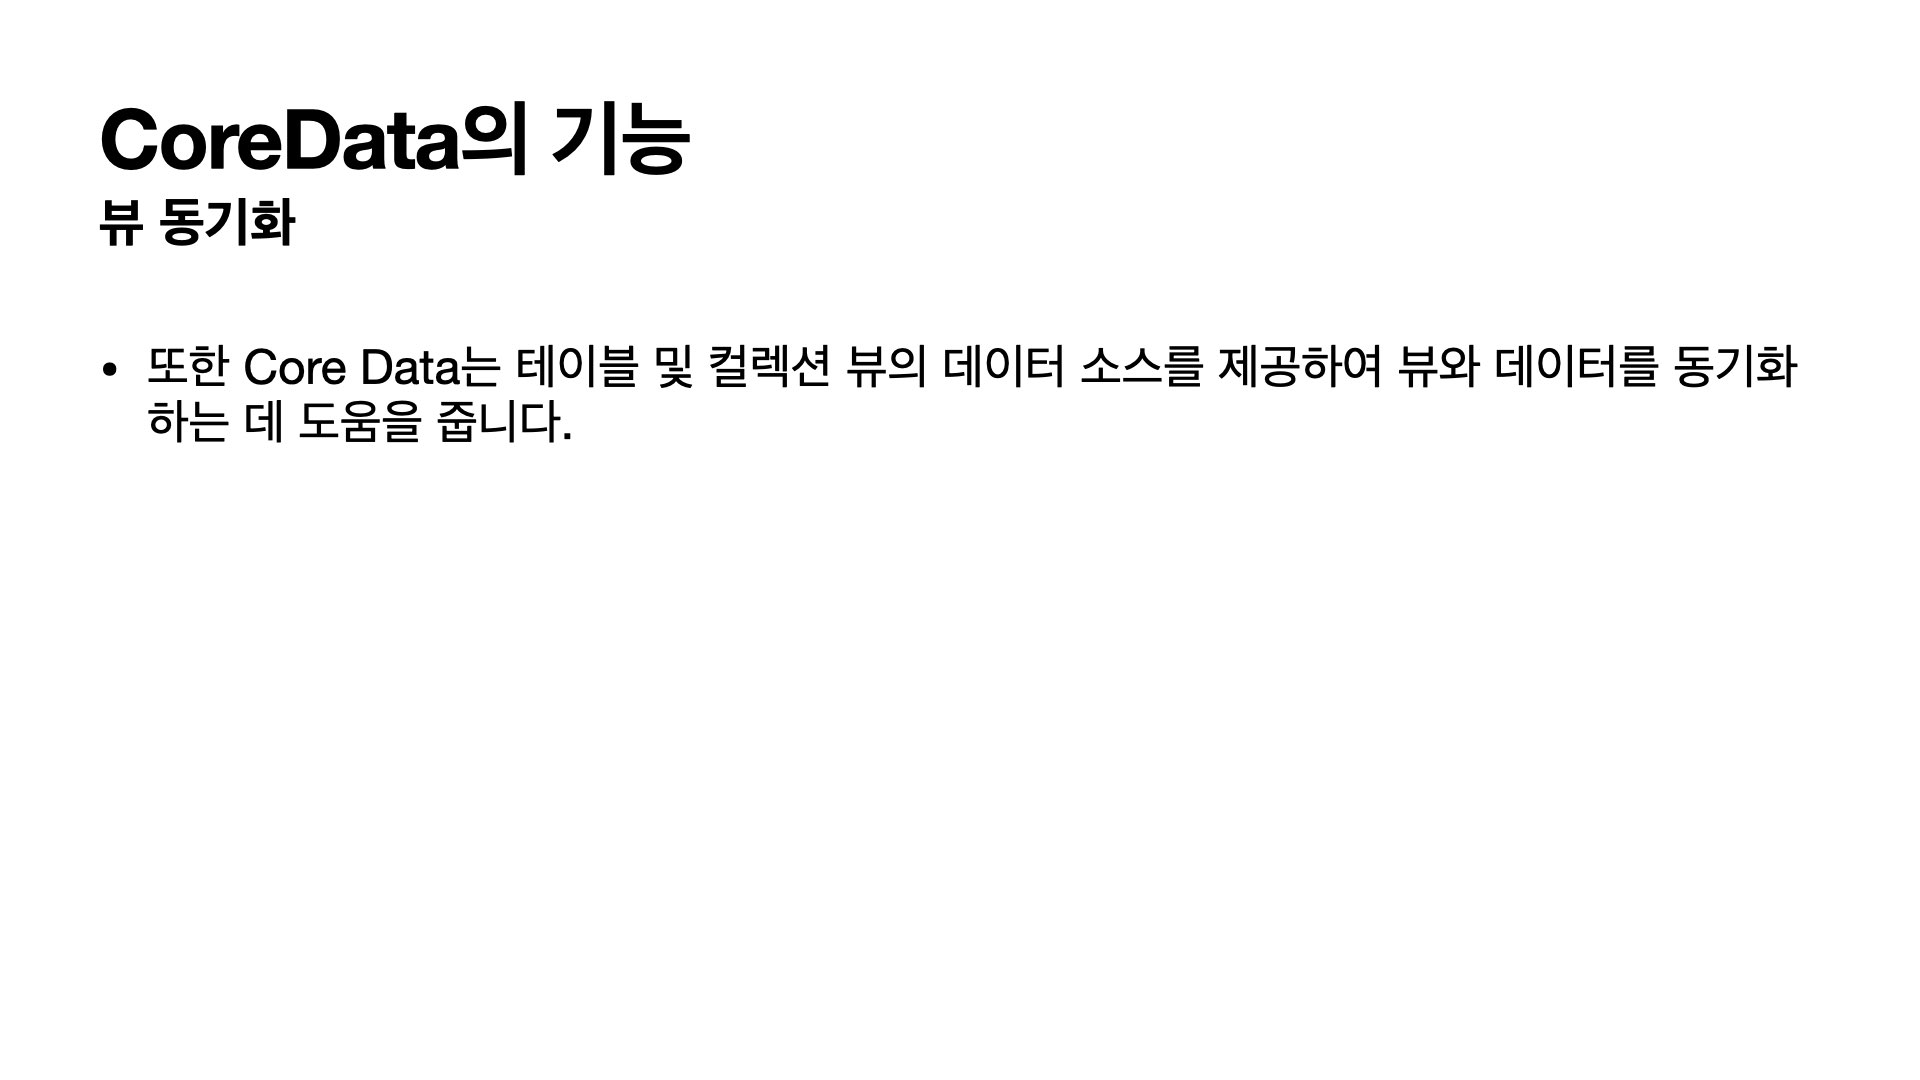 CoreData의 기능
뷰 동기화
• 또한 Core Data는 테이블 및 컬렉션 뷰의 데이터 소스를 제공하여 뷰와 데이터를 동기화
하는 데 도움을 줍니다.